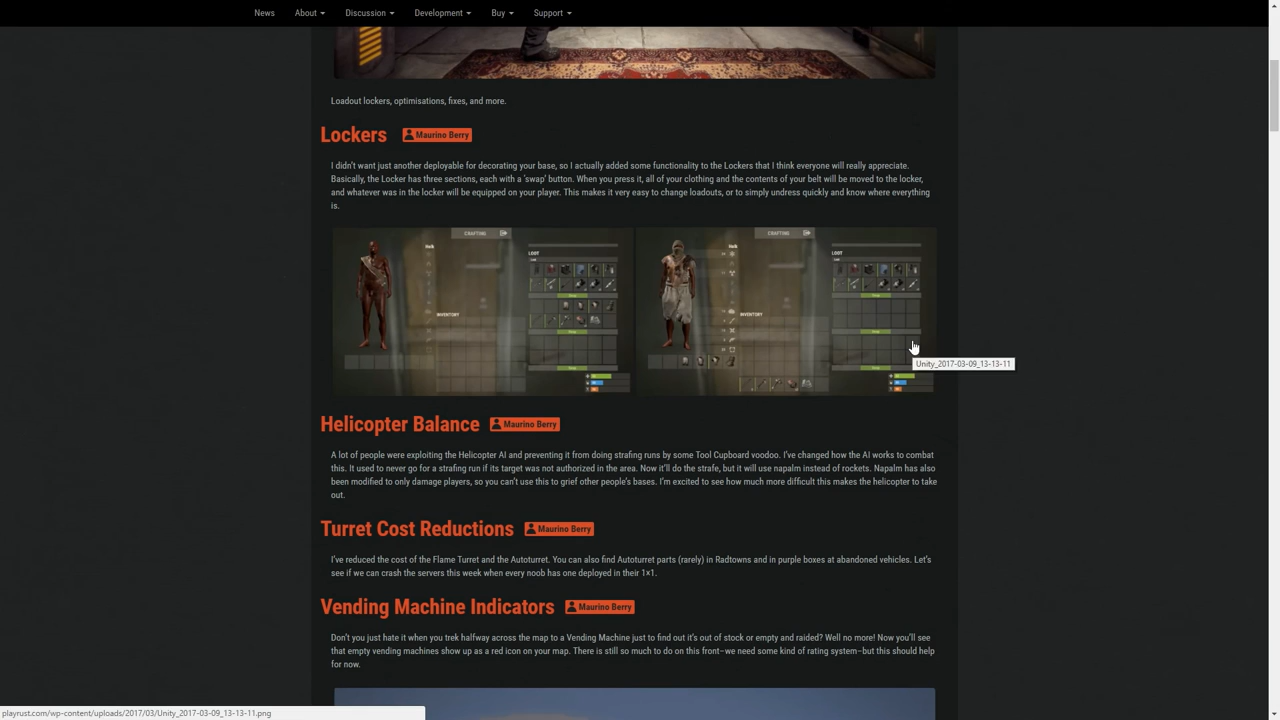 News About Discussion Development Buy Support
Loadout lockers, optimisations, fixes, and more.
Lockers Maurino Berry
I didn't want just another deployable for decorating your base, so I actually added some functionality to the Lockers that I think everyone will really appreciate.
Basically, the Locker has three sections, each with a 'swap' button. When you press it, all of your clothing and the contents of your belt will be moved to the locker,
and whatever was in the locker will be equipped on your player. This makes it very easy to change loadouts, or to simply undress quickly and know where everything
is.
CRAFTING CRAFTING
LOOT LOOT
INVENTORY INVENTORY
Unity_2017-03-09_13-13-11
Helicopter Balance Maurino Berry
A lot of people were exploiting the Helicopter AI and preventing it from doing strafing runs by some Tool Cupboard voodoo. I've changed how the AI works to combat
this. It used to never go for a strafing run if its target was not authorized in the area. Now it'll do the strafe, but it will use napalm instead of rockets. Napalm has also
been modified to only damage players, so you can't use this to grief other people's bases. I'm excited to see how much more difficult this makes the helicopter to take
out.
Turret Cost Reductions Maurino Berry
I've reduced the cost of the Flame Turret and the Autoturret. You can also find Autoturret parts (rarely) in Radtowns and in purple boxes at abandoned vehicles. Let's
see if we can crash the servers this week when every noob has one deployed in their 1×1.
Vending Machine Indicators Maurino Berry
Don't you just hate it when you trek halfway across the map to a Vending Machine just to find out it's out of stock or empty and raided? Well no more! Now you'll see
that empty vending machines show up as a red icon on your map. There is still so much to do on this front–we need some kind of rating system–but this should help
for now.
playrust.com/wp-content/uploads/2017/03/Unity_2017-03-09_13-13-11.png